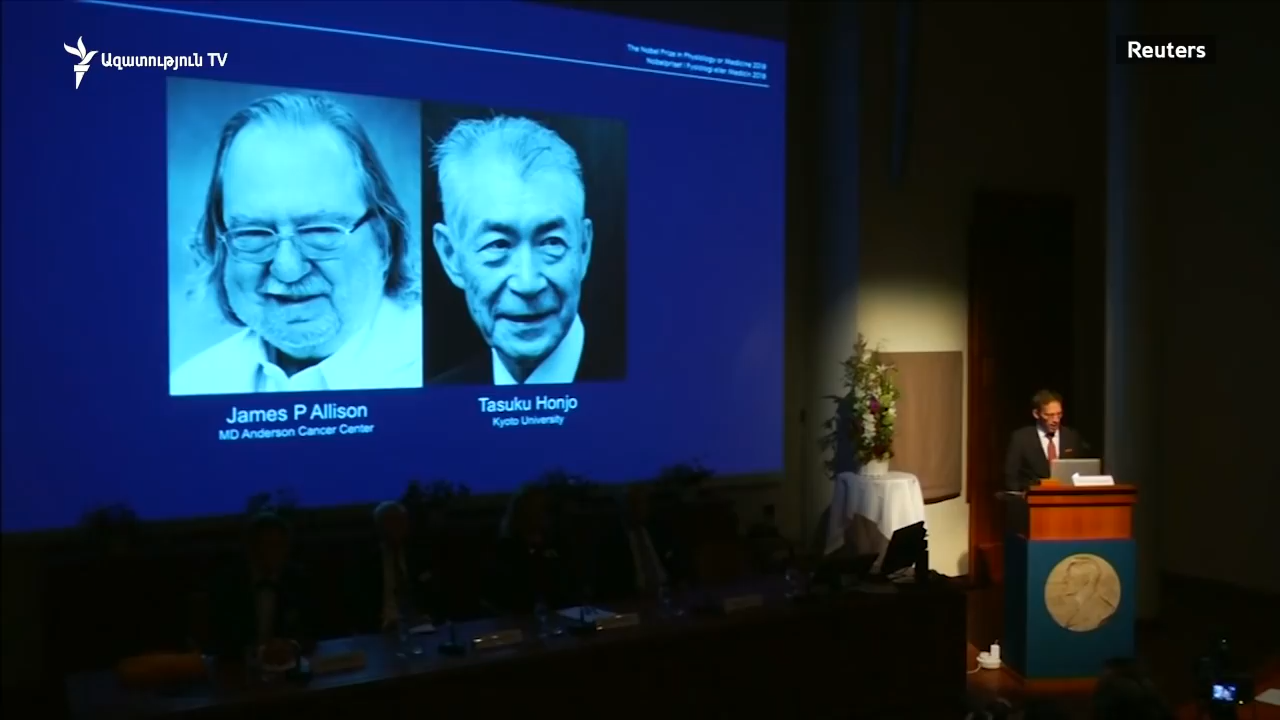 Ազատություն TV
Reuters
The Nobel Prize in Physiology or Medicine 2018
Nobelpriset i Fysiologi eller Medicin 2018
James P Allison
MD Anderson Cancer Center
Tasuku Honjo
Kyoto University